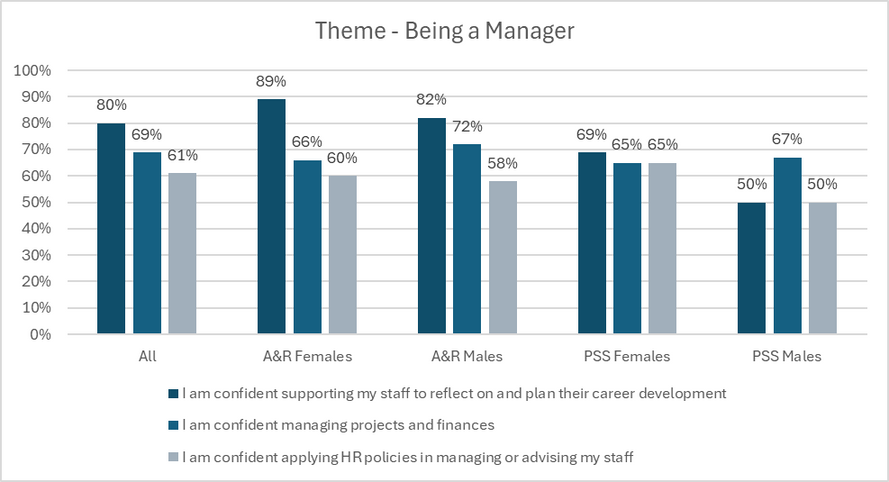 Theme - Being a Manager
100%
90%
80%
70%
60%
50%
40%
30%
20%
10%
0%
80%
69%
61%
89%
66%
60%
82%
72%
58%
69%
65%
65%
50%
67%
50%
All
A&R Females
A&R Males
PSS Females
PSS Males
I am confident supporting my staff to reflect on and plan their career development
I am confident managing projects and finances
I am confident applying HR policies in managing or advising my staff